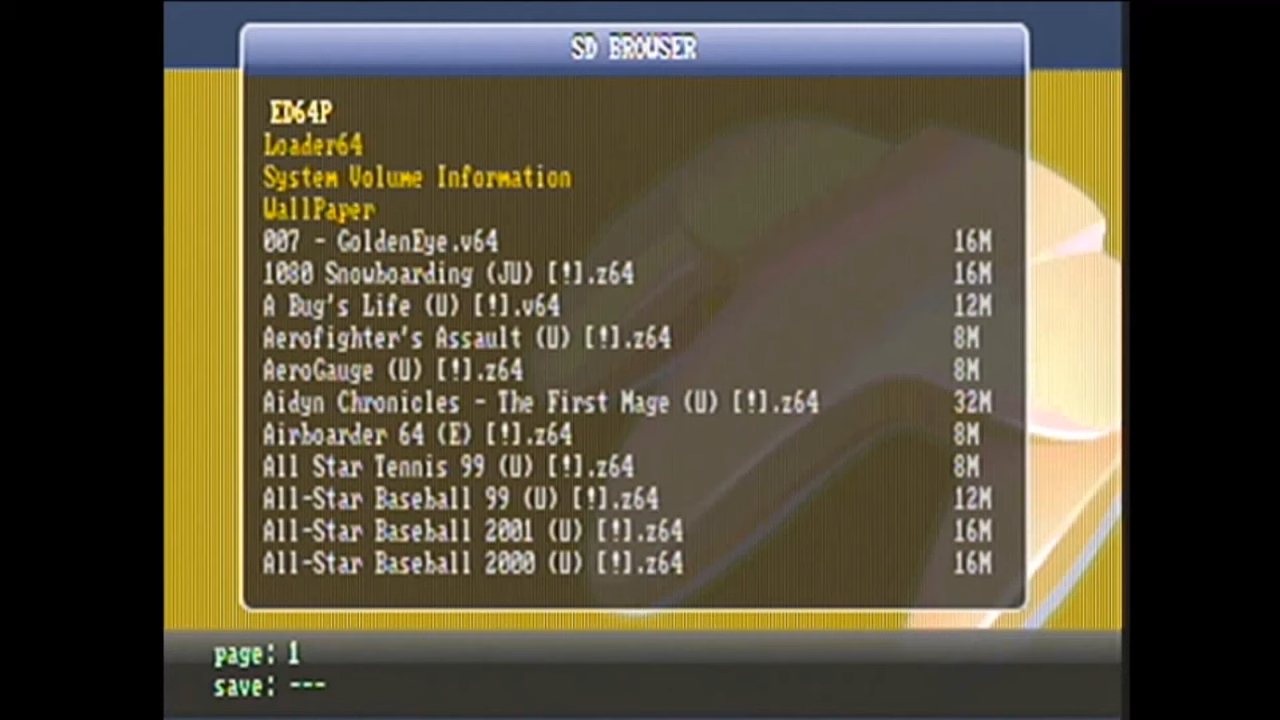 SD BROWSER
ED64P
Loader64
System Volume Information
WallPaper
007 - GoldenEye.v64 16M
1080 Snowboarding (JU) [!].z64 16M
A Bug's Life (U) [!].v64 12M
Aerofighter's Assault (U) [!].z64 8M
AeroGauge (U) [!].z64 8M
Aidyn Chronicles - The First Mage (U) [!].z64 32M
Airboarder 64 (E) [!].z64 8M
All Star Tennis 99 (U) [!].z64 8M
All-Star Baseball 99 (U) [!].z64 12M
All-Star Baseball 2001 (U) [!].z64 16M
All-Star Baseball 2000 (U) [!].z64 16M
page: 1
save: ---